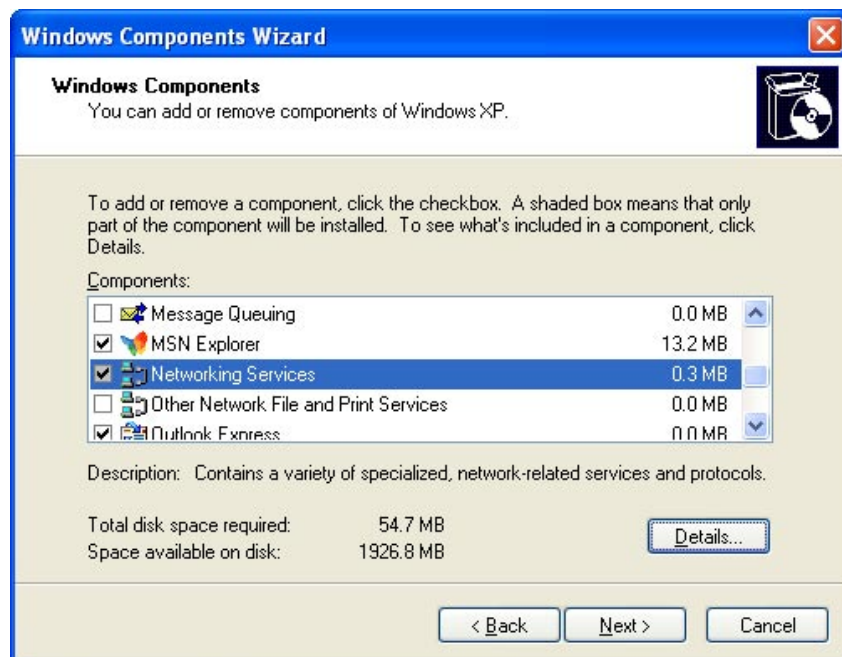 Windows Components Wizard
Windows Components
You can add or remove components of Windows XP.
To add or remove a component, click the checkbox. A shaded box means that only
part of the component will be installed. To see what's included in a component, click
Details.
Components:
Message Queuing 0.0 MB
MSN Explorer 13.2 MB
Networking Services 0.3 MB
Other Network File and Print Services 0.0 MB
Outlook Express 0.0 MB
Description: Contains a variety of specialized, network-related services and protocols.
Total disk space required: 54.7 MB
Space available on disk: 1926.8 MB
Details...
< Back Next > Cancel